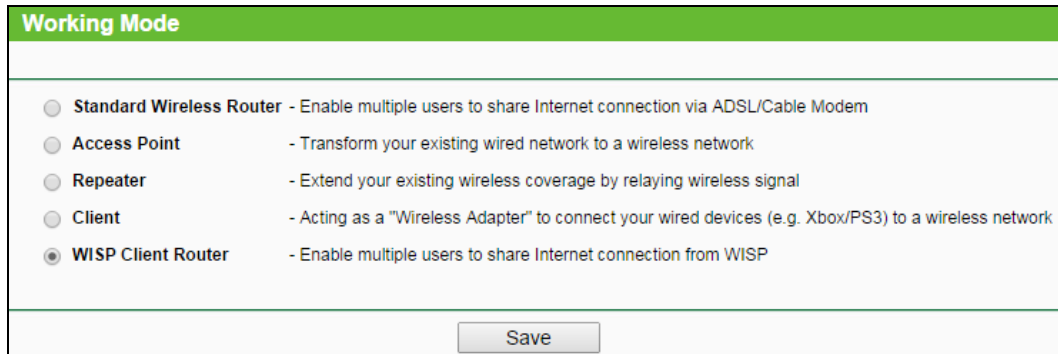 Working Mode
Standard Wireless Router - Enable multiple users to share Internet connection via ADSL/Cable Modem
Access Point - Transform your existing wired network to a wireless network
Repeater - Extend your existing wireless coverage by relaying wireless signal
Client - Acting as a "Wireless Adapter" to connect your wired devices (e.g. Xbox/PS3) to a wireless network
WISP Client Router - Enable multiple users to share Internet connection from WISP
Save